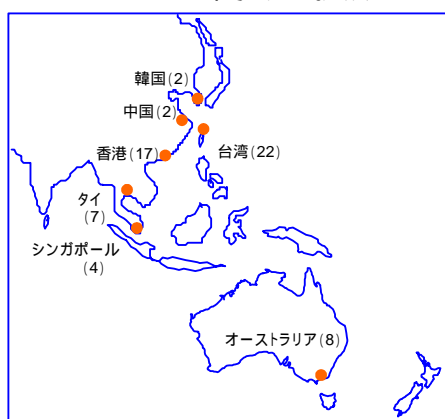 韓国(2)
中国(2)
香港(17)
台湾(22)
タイ
(7)
シンガポール
(4)
オーストラリア(8)